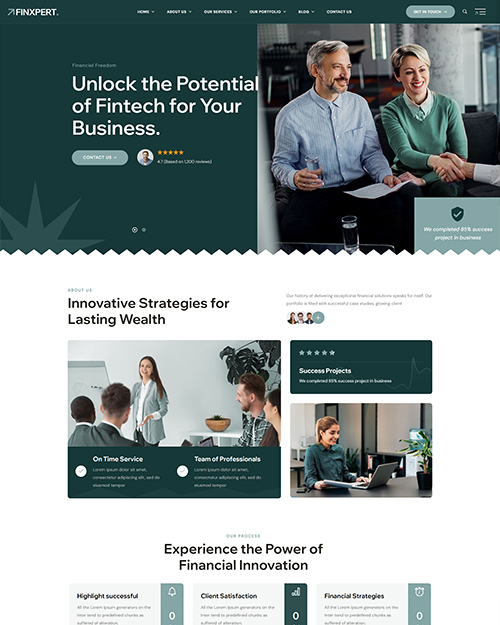 FINXPERT.
HOME
ABOUT US
OUR SERVICES
OUR PORTFOLIO
BLOG
CONTACT US
GET IN TOUCH
Financial Freedom
Unlock the Potential
of Fintech for Your
Business.
CONTACT US
4.7 (Based on 1,200 reviews)
We completed 85% success
project in business
ABOUT US
Innovative Strategies for
Lasting Wealth
Our history of delivering exceptional financial solutions speaks for itself. Our
portfolio is filled with successful case studies, glowing client
Success Projects
We completed 85% success project in business
On Time Service
Lorem ipsum dolor sit amet,
consectetur adipiscing elit, sed do
eiusmod tempor
Team of Professionals
Lorem ipsum dolor sit amet,
consectetur adipiscing elit, sed do
eiusmod tempor
OUR PROCESS
Experience the Power of
Financial Innovation
Highlight successful
All the Lorem Ipsum generators on the
Inter tend to predefined chunks as
suffered of alteration.
0
Client Satisfaction
All the Lorem Ipsum generators on the
Inter tend to predefined chunks as
suffered of alteration.
0
Financial Strategies
All the Lorem Ipsum generators on the
Inter tend to predefined chunks as
suffered of alteration.
0